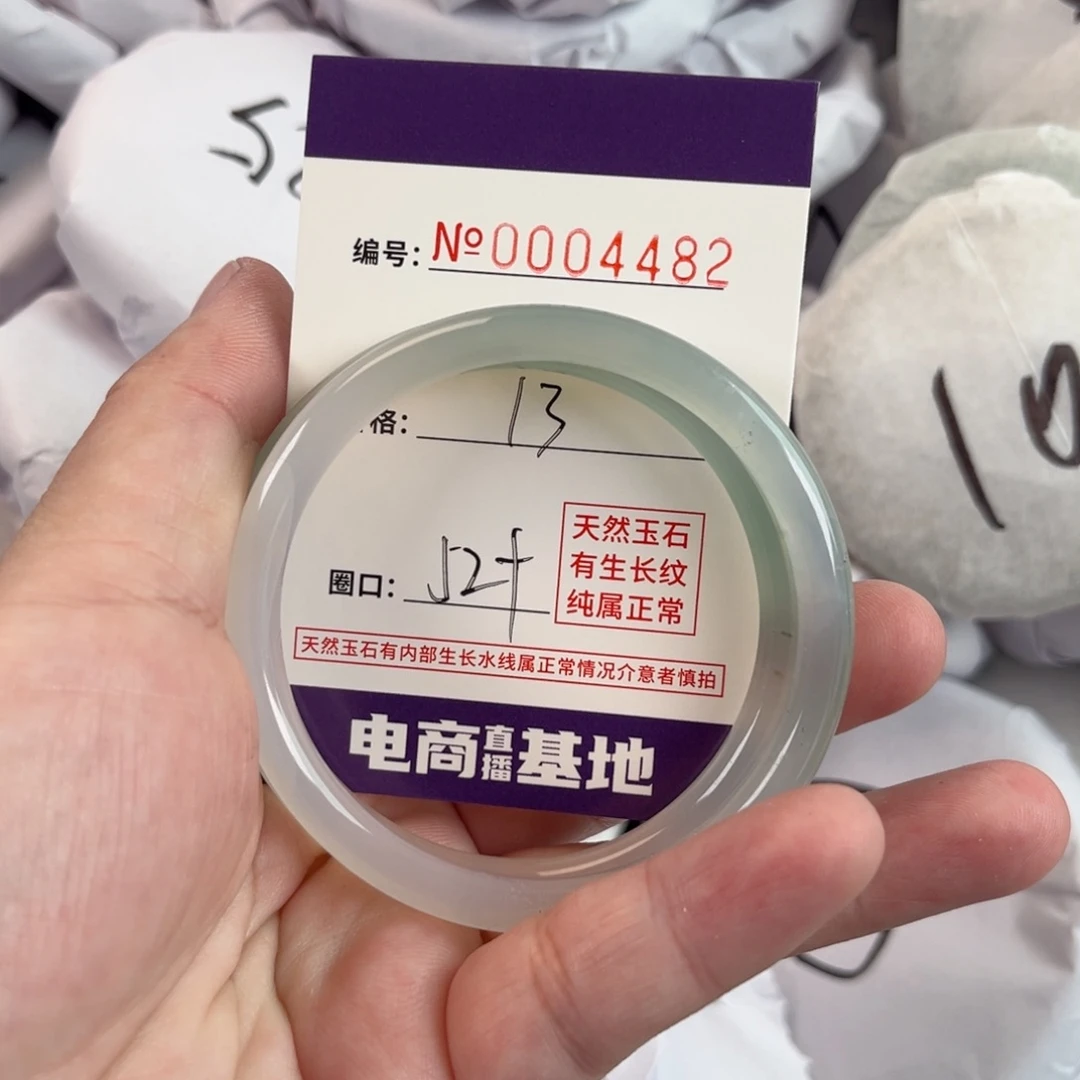 编号: №0004482
格: 13
圈口: 52+
天然玉石
有生长纹
纯属正常
天然玉石有内部生长水线属正常情况介意者慎拍
电商直播基地
10